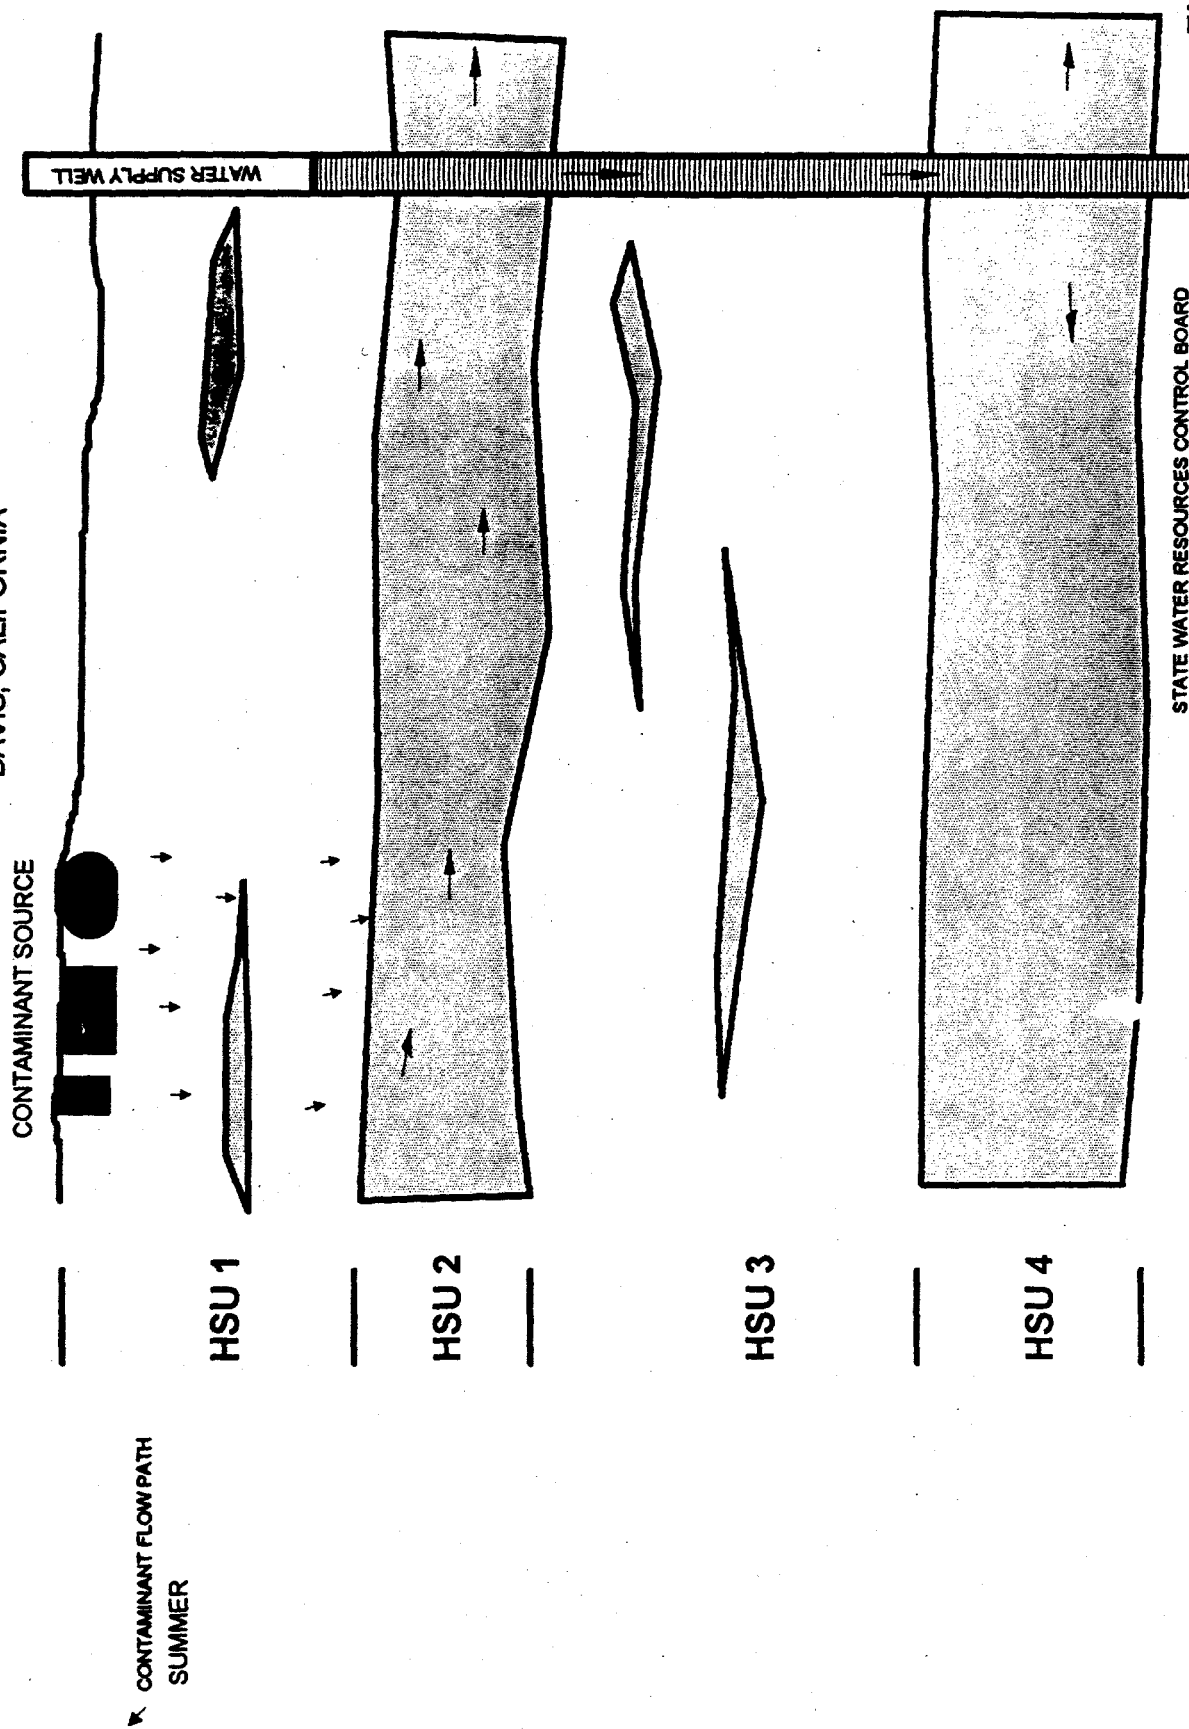 DAVIS, CALIFORNIA
CONTAMINANT SOURCE
WATER SUPPLY WELL
HSU 1
HSU 2
HSU 3
HSU 4
CONTAMINANT FLOW PATH
SUMMER
STATE WATER RESOURCES CONTROL BOARD